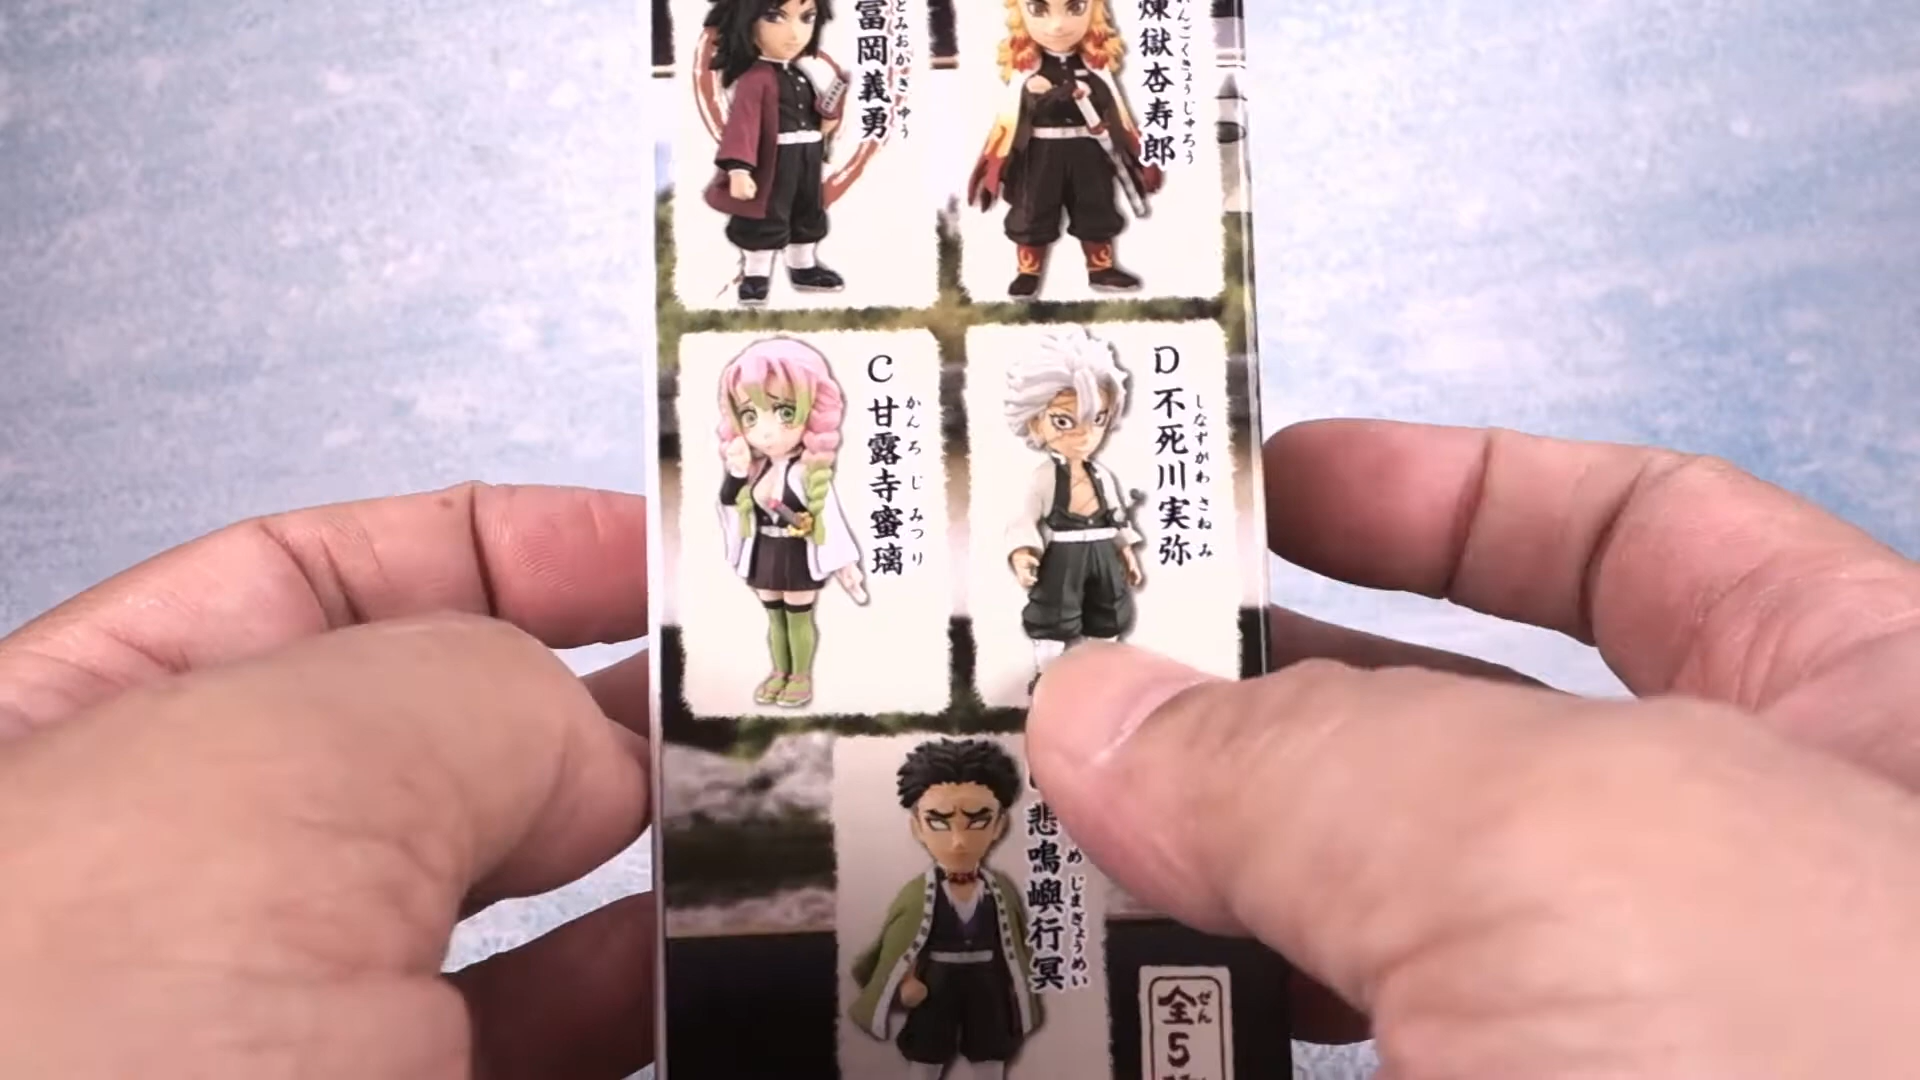 冨岡義勇
とみおかぎゆう
煉獄杏寿郎
んごくきょうじゅろう
C
甘露寺蜜璃
かんろじみつり
D
不死川実弥
しなずがわさねみ
悲鳴嶼行冥
めじまぎょうめい
全5
ぜん